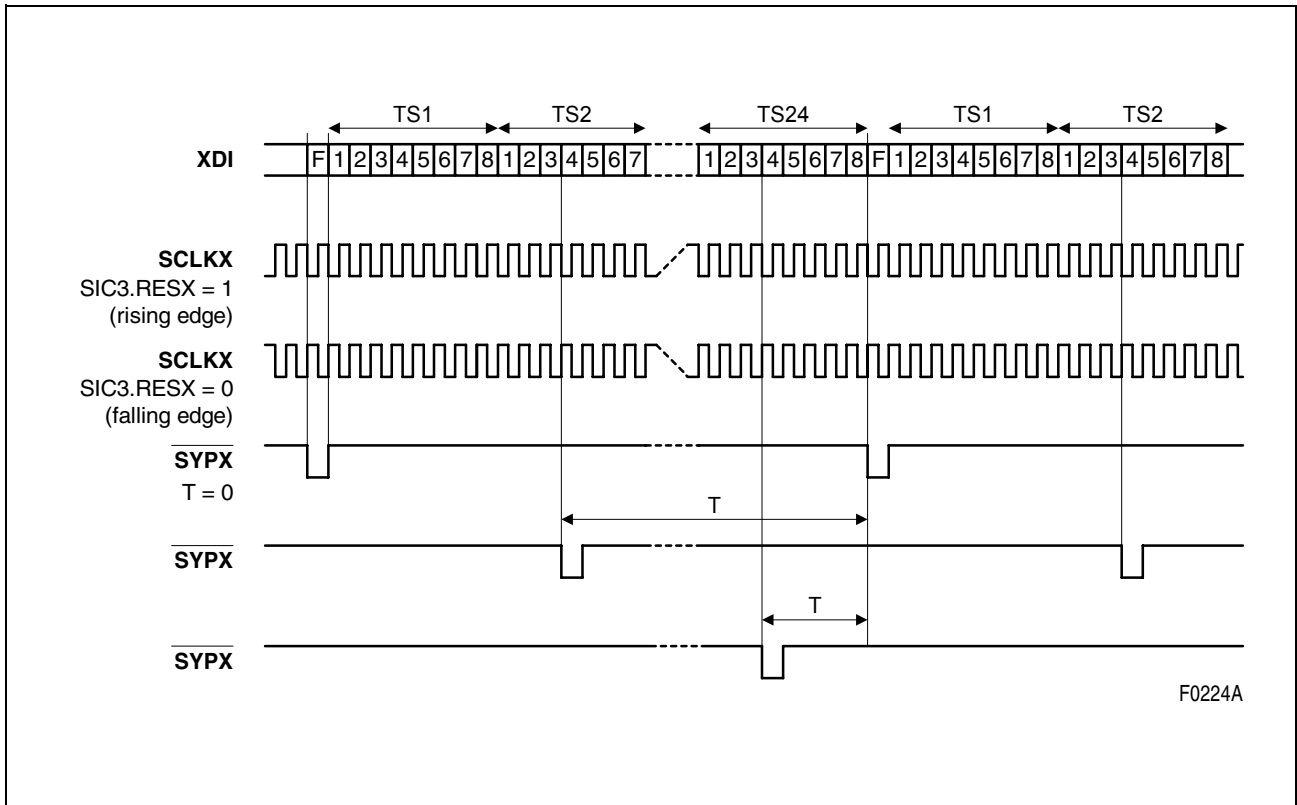 TS1 TS2 TS24 TS1 TS2
XDI F 1 2 3 4 5 6 7 8 1 2 3 4 5 6 7 1 2 3 4 5 6 7 8 F 1 2 3 4 5 6 7 8 1 2 3 4 5 6 7 8
SCLKX
SIC3.RESX = 1
(rising edge)
SCLKX
SIC3.RESX = 0
(falling edge)
SYPX
T = 0
T
SYPX
T
SYPX
F0224A